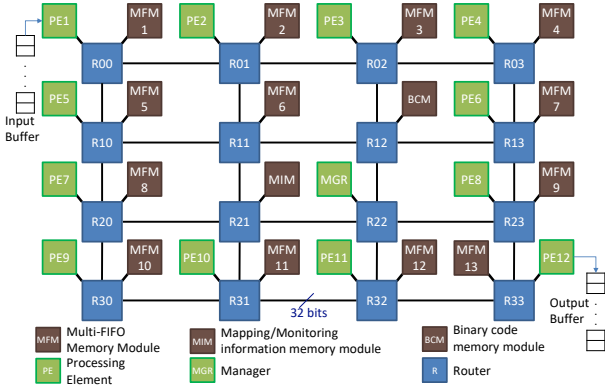 PE1 MFM 1 PE2 MFM 2 PE3 MFM 3 PE4 MFM 4
R00 R01 R02 R03
Input Buffer
PE5 MFM 5 MFM 6 BCM PE6 MFM 7
R10 R11 R12 R13
PE7 MFM 8 MIM MGR PE8 MFM 9
R20 R21 R22 R23
PE9 MFM 10 PE10 MFM 11 PE11 MFM 12 MFM 13 PE12
R30 R31 R32 R33
32 bits
Output Buffer
MFM Multi-FIFO Memory Module
MIM Mapping/Monitoring information memory module
BCM Binary code memory module
PE Processing Element
MGR Manager
R Router